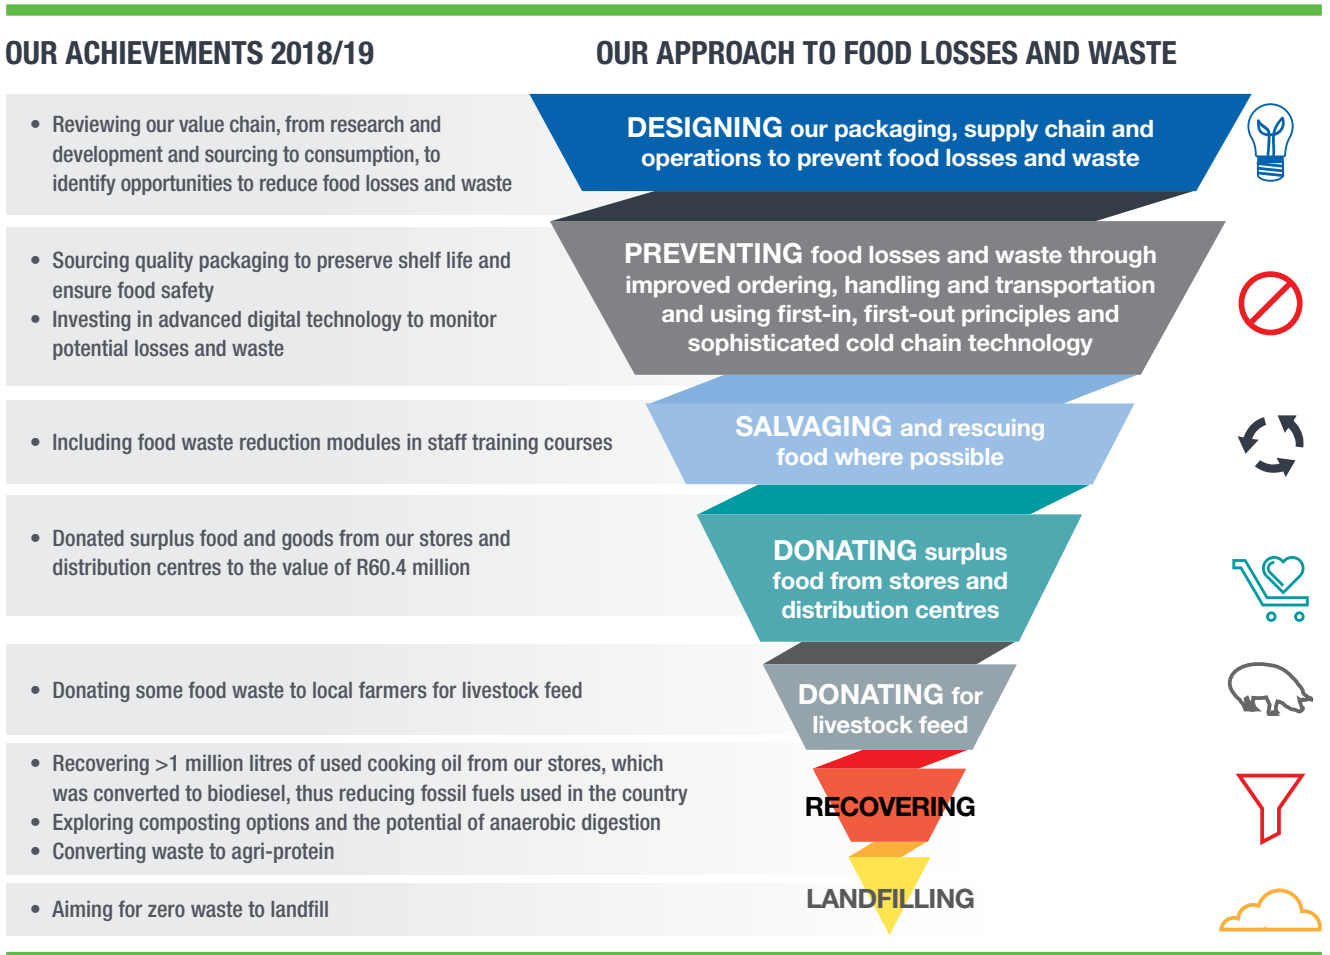 OUR ACHIEVEMENTS 2018/19
OUR APPROACH TO FOOD LOSSES AND WASTE
• Reviewing our value chain, from research and
development and sourcing to consumption, to
identify opportunities to reduce food losses and waste
DESIGNING our packaging, supply chain and
operations to prevent food losses and waste
• Sourcing quality packaging to preserve shelf life and
ensure food safety
• Investing in advanced digital technology to monitor
potential losses and waste
PREVENTING food losses and waste through
improved ordering, handling and transportation
and using first-in, first-out principles and
sophisticated cold chain technology
• Including food waste reduction modules in staff training courses
SALVAGING and rescuing
food where possible
• Donated surplus food and goods from our stores and
distribution centres to the value of R60.4 million
DONATING surplus
food from stores and
distribution centres
• Donating some food waste to local farmers for livestock feed
DONATING for
livestock feed
• Recovering >1 million litres of used cooking oil from our stores, which
was converted to biodiesel, thus reducing fossil fuels used in the country
• Exploring composting options and the potential of anaerobic digestion
• Converting waste to agri-protein
RECOVERING
• Aiming for zero waste to landfill
LANDFILLING